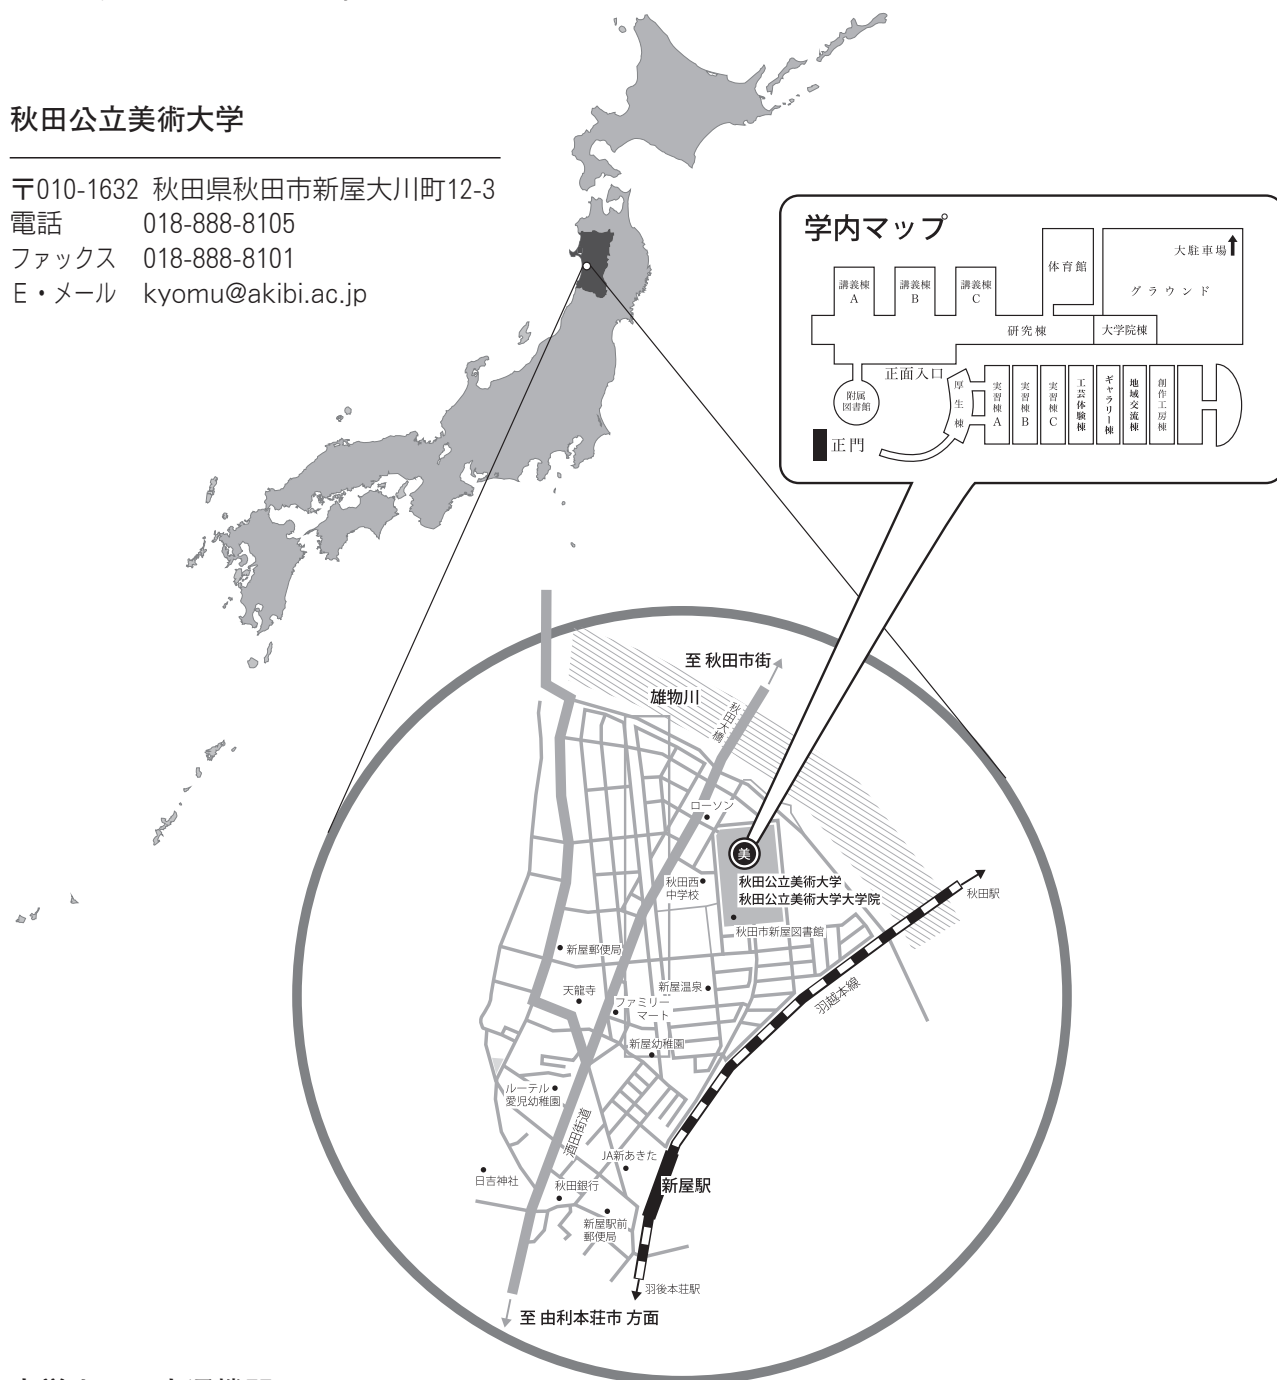 秋田公立美術大学
〒010-1632 秋田県秋田市新屋大川町12-3
電話 018-888-8105
ファックス 018-888-8101
E・メール kyomu@akibi.ac.jp
学内マップ
大駐車場
体育館
グラウンド
講義棟
A
講義棟
B
講義棟
C
研究棟
大学院棟
正面入口
附属
図書館
厚生棟
実習棟A
実習棟B
実習棟C
工芸体験棟
ギャラリー棟
地域交流棟
創作工房棟
正門
至 秋田市街
雄物川
秋田大橋
ローソン
美
秋田西
中学校
秋田公立美術大学
秋田公立美術大学大学院
秋田駅
秋田市新屋図書館
新屋郵便局
新屋温泉
天龍寺
ファミリー
マート
羽越本線
新屋幼稚園
ルーテル
愛児幼稚園
酒田街道
JA新あきた
日吉神社
秋田銀行
新屋駅
新屋駅前
郵便局
羽後本荘駅
至 由利本荘市 方面